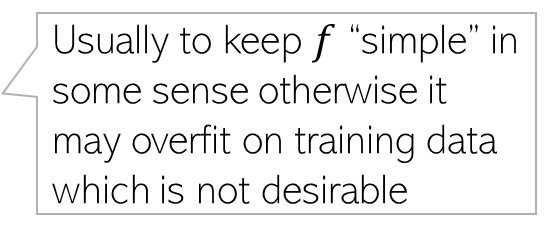 Usually to keep f “simple” in
some sense otherwise it
may overfit on training data
which is not desirable